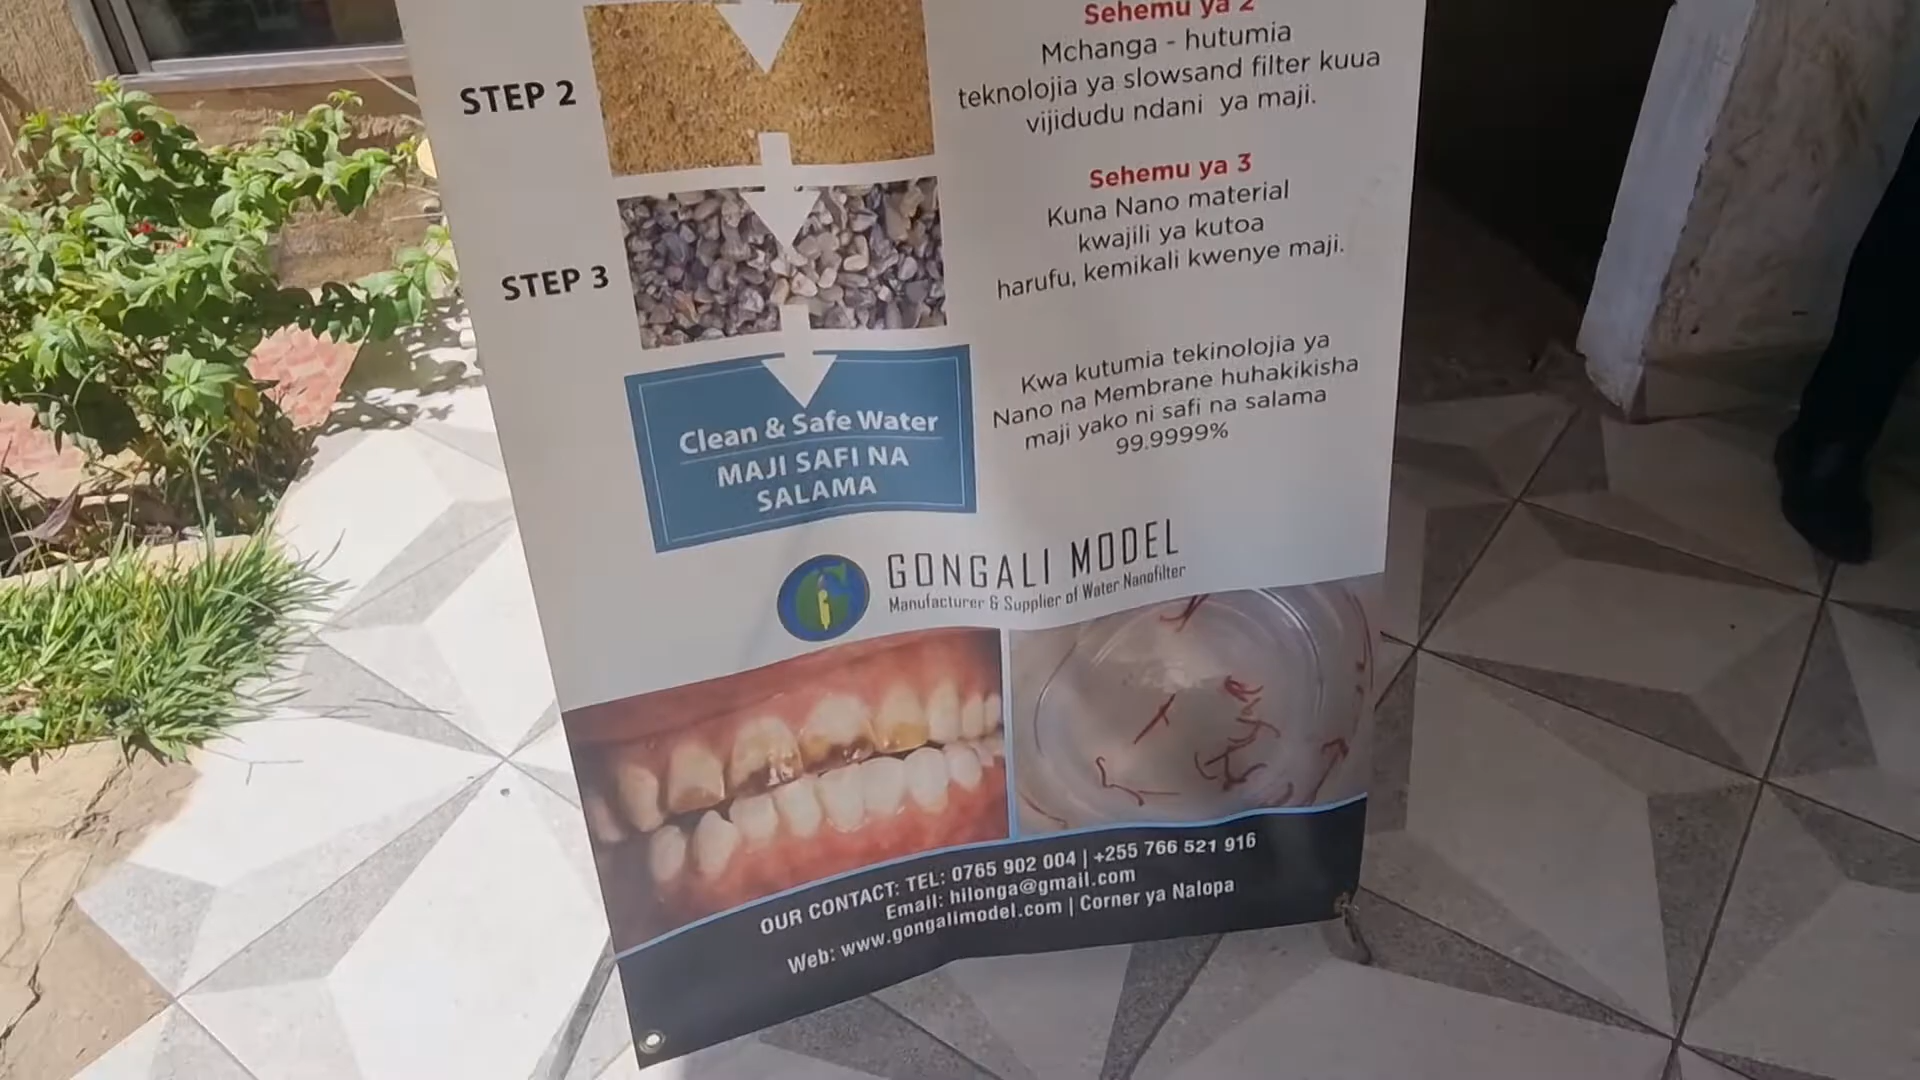 STEP 2
Sehemu ya 2
Mchanga - hutumia
teknolojia ya slowsand filter kuua
vijidudu ndani ya maji.
STEP 3
Sehemu ya 3
Kuna Nano material
kwajili ya kutoa
harufu, kemikali kwenye maji.
Clean & Safe Water
MAJI SAFI NA
SALAMA
Kwa kutumia tekinolojia ya
Nano na Membrane huhakikisha
maji yako ni safi na salama
99.9999%
GONGALI MODEL
Manufacturer & Supplier of Water Nanofilter
OUR CONTACT: TEL: 0765 902 004 | +255 766 521 916
Email: hilonga@gmail.com
Web: www.gongalimodel.com | Corner ya Nalopa